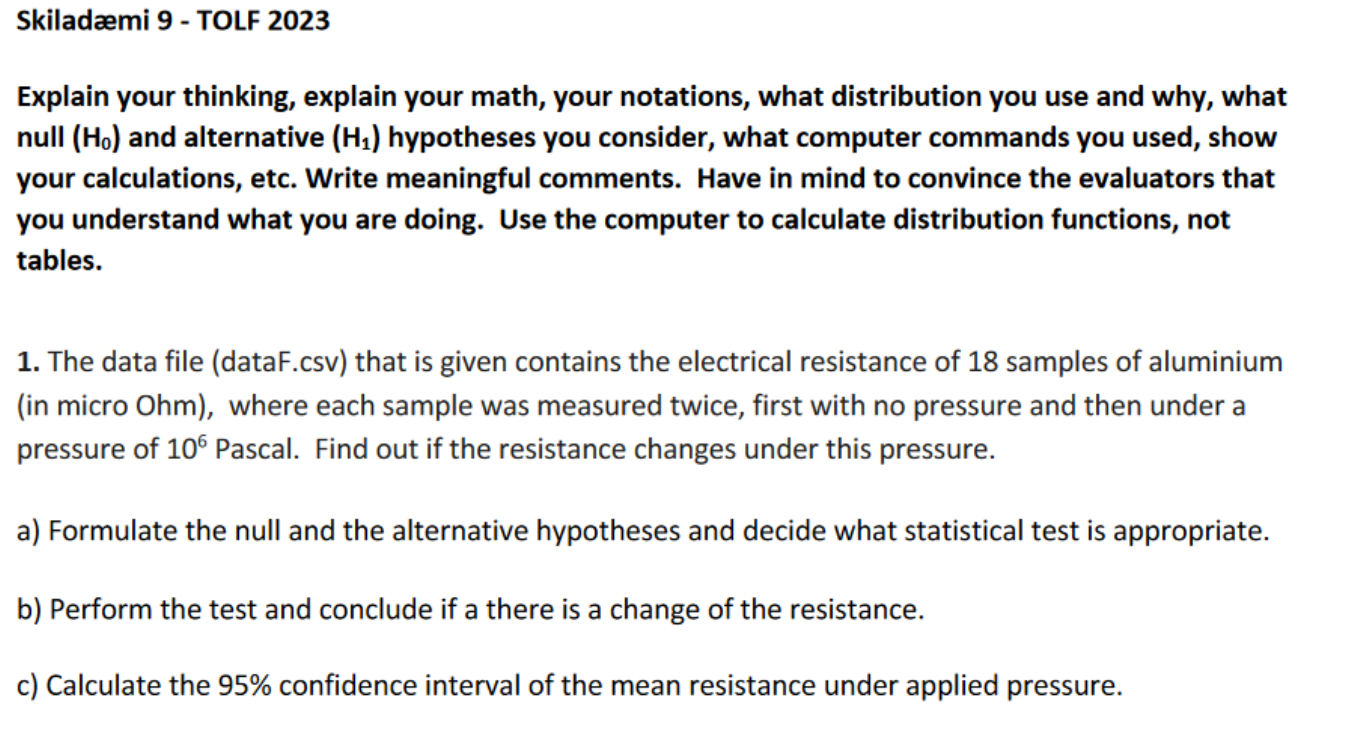 Skiladæmi 9 - TOLF 2023
Explain your thinking, explain your math, your notations, what distribution you use and why, what
null (H₀) and alternative (H₁) hypotheses you consider, what computer commands you used, show
your calculations, etc. Write meaningful comments.  Have in mind to convince the evaluators that
you understand what you are doing.  Use the computer to calculate distribution functions, not
tables.
1. The data file (dataF.csv) that is given contains the electrical resistance of 18 samples of aluminium
(in micro Ohm),  where each sample was measured twice, first with no pressure and then under a
pressure of 10⁶ Pascal.  Find out if the resistance changes under this pressure.
a) Formulate the null and the alternative hypotheses and decide what statistical test is appropriate.
b) Perform the test and conclude if a there is a change of the resistance.
c) Calculate the 95% confidence interval of the mean resistance under applied pressure.